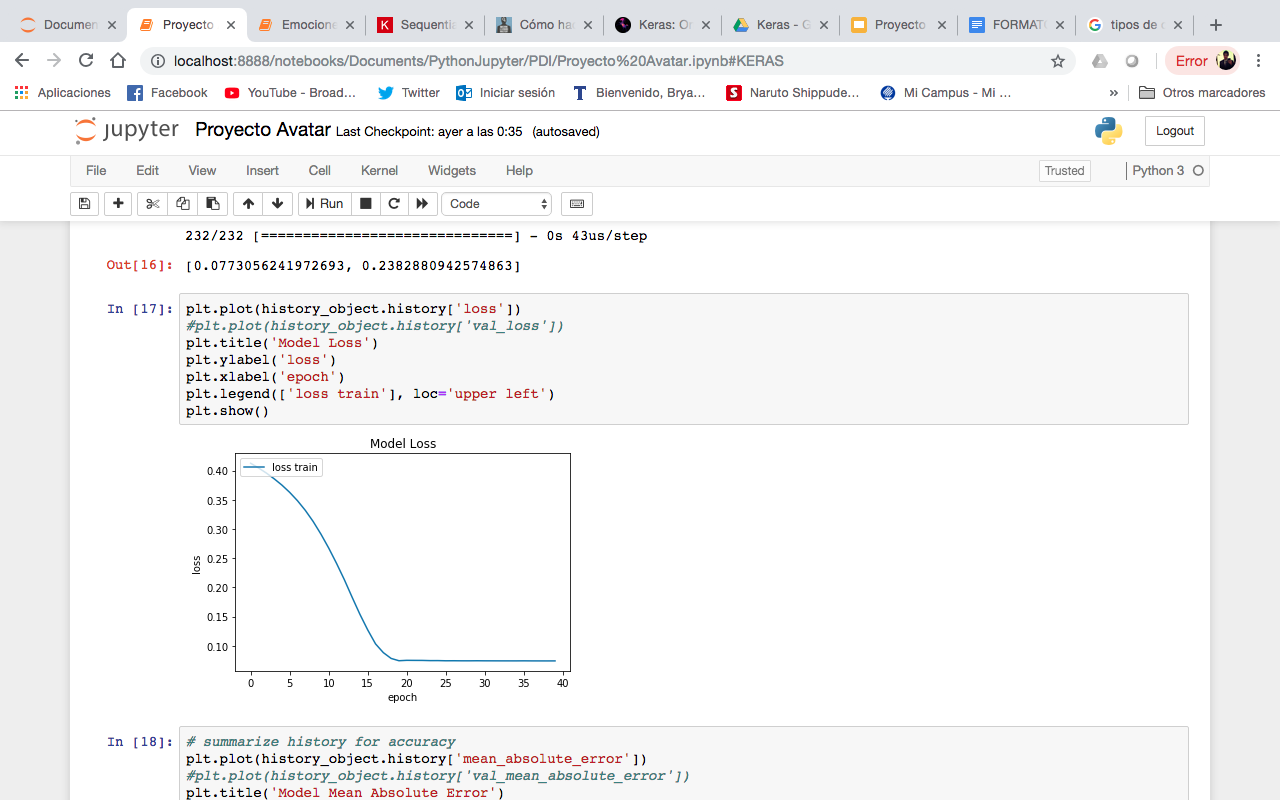 Documen
Proyecto
Emocione
Sequentia
Cómo ha
Keras: Or
Keras - G
Proyecto
FORMAT
tipos de
localhost:8888/notebooks/Documents/PythonJupyter/PDI/Proyecto%20Avatar.ipynb#KERAS
Error
Aplicaciones
Facebook
YouTube - Broad...
Twitter
Iniciar sesión
Bienvenido, Brya...
Naruto Shippude...
Mi Campus - Mi ...
»
Otros marcadores
jupyter Proyecto Avatar Last Checkpoint: ayer a las 0:35 (autosaved)
Logout
File Edit View Insert Cell Kernel Widgets Help
Trusted
Python 3
Run
Code
232/232 [==============================] - 0s 43us/step
Out[16]: [0.0773056241972693, 0.2382880942574863]
In [17]: plt.plot(history_object.history['loss'])
#plt.plot(history_object.history['val_loss'])
plt.title('Model Loss')
plt.ylabel('loss')
plt.xlabel('epoch')
plt.legend(['loss train'], loc='upper left')
plt.show()
Model Loss
loss train
0.40
0.35
0.30
0.25
0.20
0.15
0.10
loss
0 5 10 15 20 25 30 35 40
epoch
In [18]: # summarize history for accuracy
plt.plot(history_object.history['mean_absolute_error'])
#plt.plot(history_object.history['val_mean_absolute_error'])
plt.title('Model Mean Absolute Error')